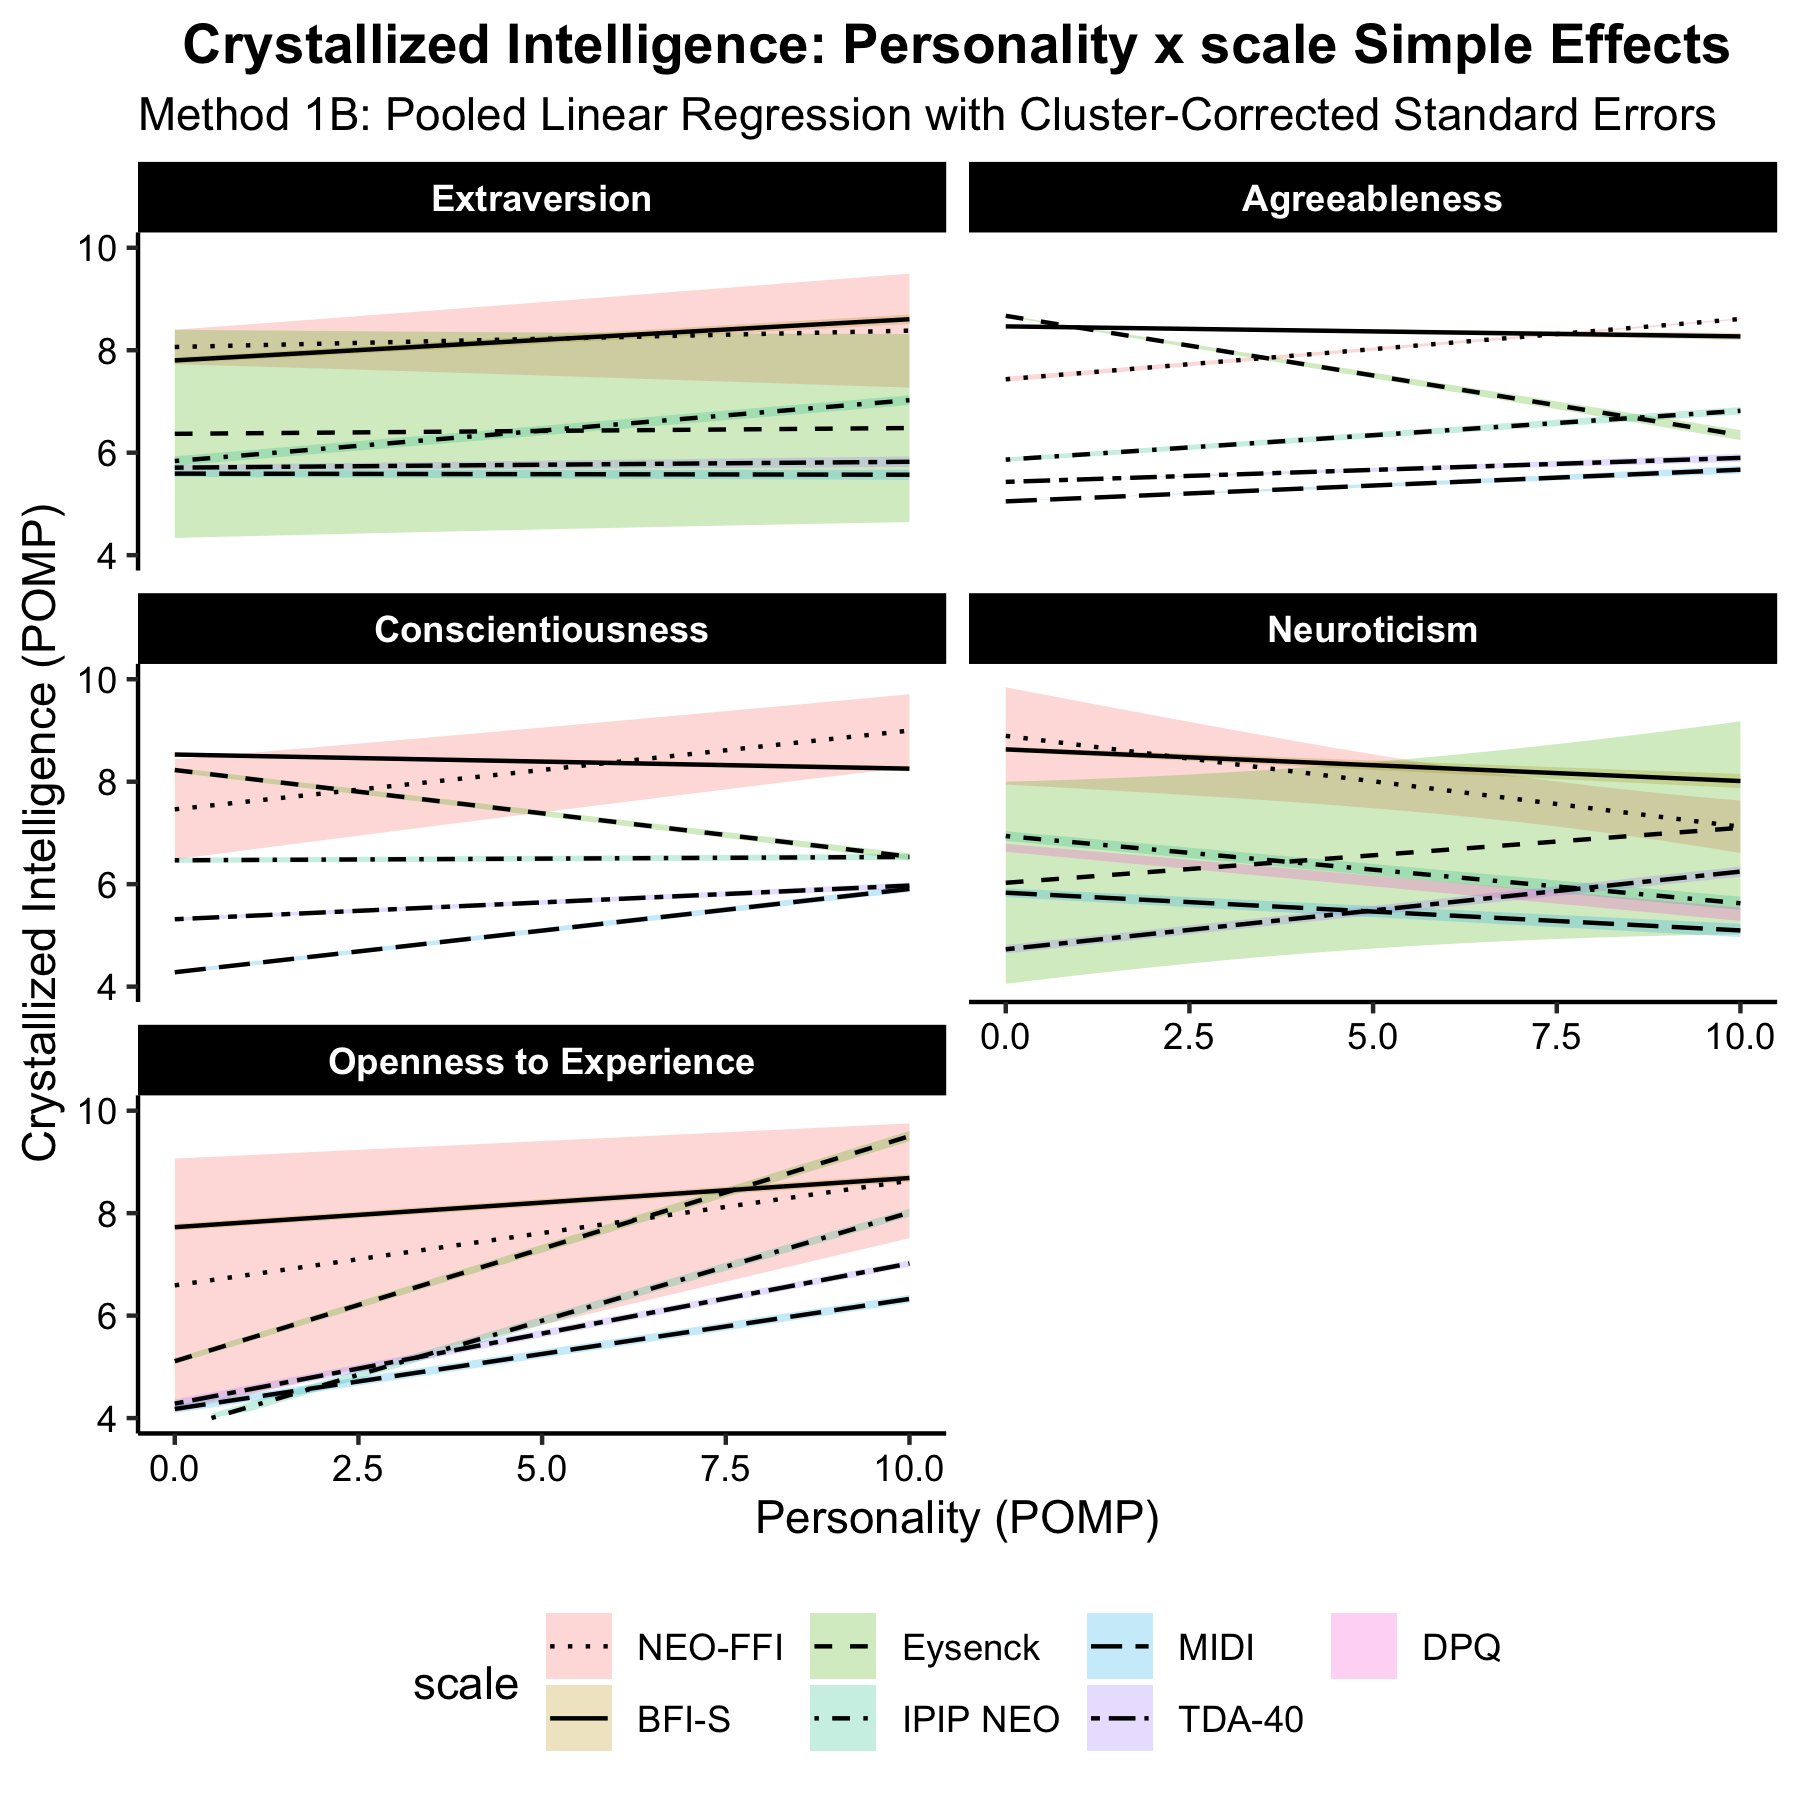 Crystallized Intelligence: Personality x scale Simple Effects
Method 1B: Pooled Linear Regression with Cluster-Corrected Standard Errors
Extraversion
Agreeableness
10
8
6
4
Conscientiousness
Neuroticism
10
8
6
4
0.0 2.5 5.0 7.5 10.0
Openness to Experience
10
8
6
4
0.0 2.5 5.0 7.5 10.0
Crystallized Intelligence (POMP)
Personality (POMP)
scale
NEO-FFI Eysenck MIDI DPQ
BFI-S IPIP NEO TDA-40